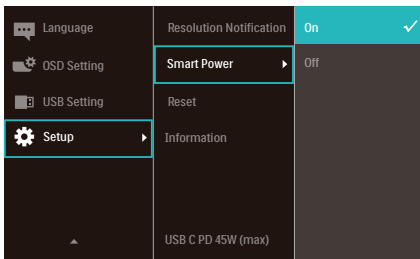 Language
OSD Setting
USB Setting
Setup
Resolution Notification
Smart Power
Reset
Information
USB C PD 45W (max)
On
Off